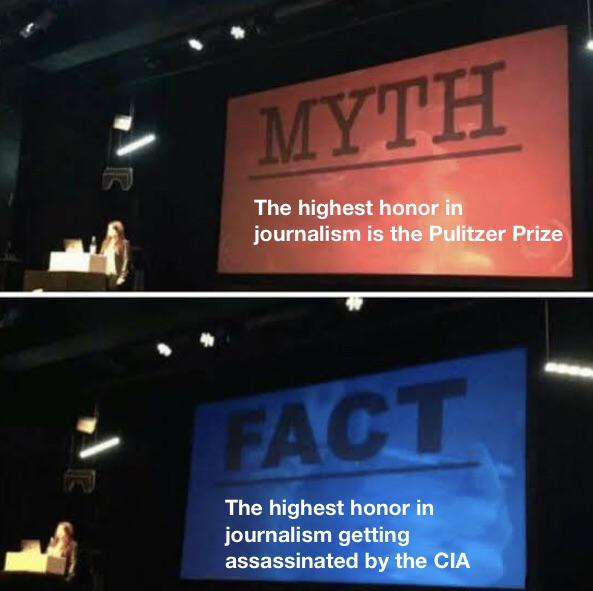 MYTH
The highest honor in
journalism is the Pulitzer Prize
FACT
The highest honor in
journalism getting
assassinated by the CIA